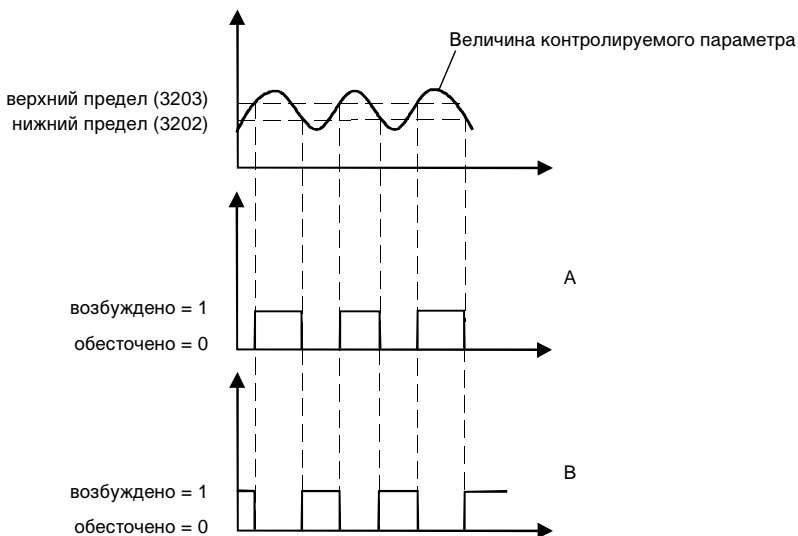 Величина контролируемого параметра
верхний предел (3203)
нижний предел (3202)
A
возбуждено = 1
обесточено = 0
B
возбуждено = 1
обесточено = 0